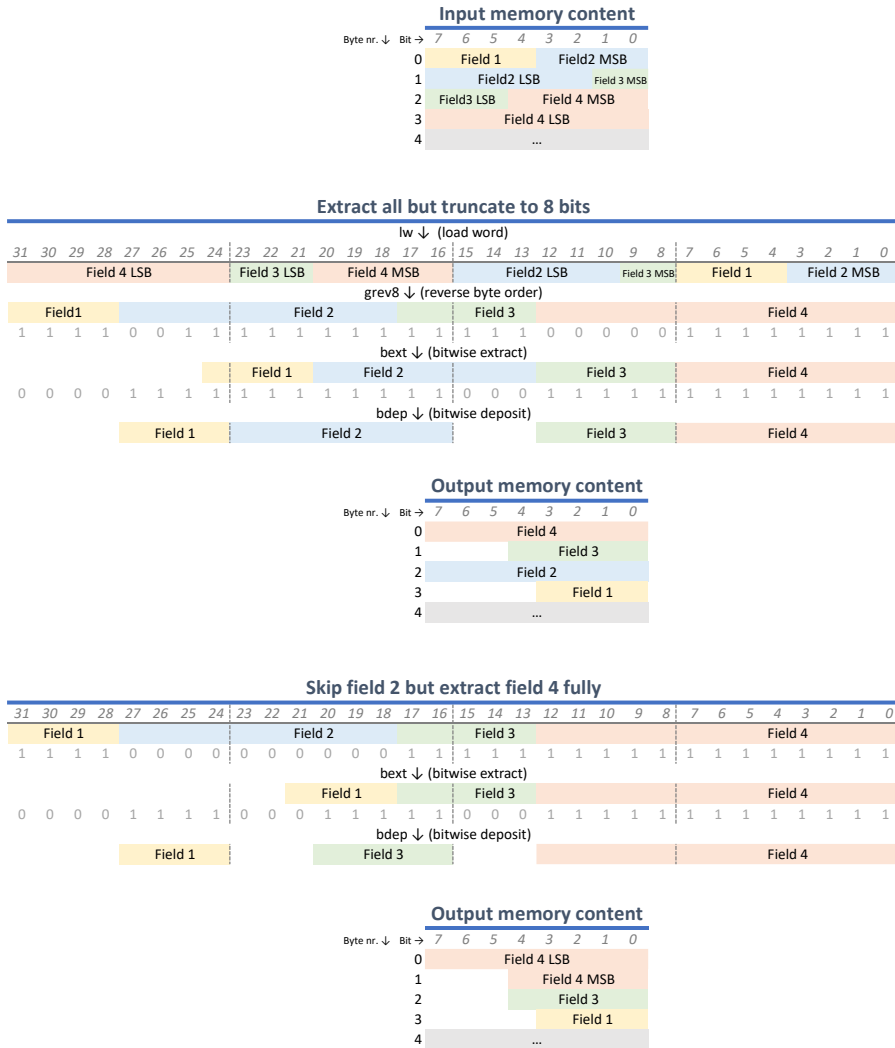 Input memory content
Byte nr. ↓ Bit → 7 6 5 4 3 2 1 0
0 Field 1 Field2 MSB
1 Field2 LSB Field 3 MSB
2 Field3 LSB Field 4 MSB
3 Field 4 LSB
4 ...
Extract all but truncate to 8 bits
lw ↓ (load word)
31 30 29 28 27 26 25 24 23 22 21 20 19 18 17 16 15 14 13 12 11 10 9 8 7 6 5 4 3 2 1 0
Field 4 LSB Field 3 LSB Field 4 MSB Field2 LSB Field 3 MSB Field 1 Field 2 MSB
grev8 ↓ (reverse byte order)
Field1 Field 2 Field 3 Field 4
1 1 1 1 0 0 1 1 1 1 1 1 1 1 1 1 1 1 1 0 0 0 0 0 1 1 1 1 1 1 1 1
bext ↓ (bitwise extract)
Field 1 Field 2 Field 3 Field 4
0 0 0 0 1 1 1 1 1 1 1 1 1 1 1 1 0 0 0 1 1 1 1 1 1 1 1 1 1 1 1 1
bdep ↓ (bitwise deposit)
Field 1 Field 2 Field 3 Field 4
Output memory content
Byte nr. ↓ Bit → 7 6 5 4 3 2 1 0
0 Field 4
1 Field 3
2 Field 2
3 Field 1
4 ...
Skip field 2 but extract field 4 fully
31 30 29 28 27 26 25 24 23 22 21 20 19 18 17 16 15 14 13 12 11 10 9 8 7 6 5 4 3 2 1 0
Field 1 Field 2 Field 3 Field 4
1 1 1 1 0 0 0 0 0 0 0 0 0 0 1 1 1 1 1 1 1 1 1 1 1 1 1 1 1 1 1 1
bext ↓ (bitwise extract)
Field 1 Field 3 Field 4
0 0 0 0 1 1 1 1 0 0 0 1 1 1 1 1 0 0 0 1 1 1 1 1 1 1 1 1 1 1 1 1
bdep ↓ (bitwise deposit)
Field 1 Field 3 Field 4
Output memory content
Byte nr. ↓ Bit → 7 6 5 4 3 2 1 0
0 Field 4 LSB
1 Field 4 MSB
2 Field 3
3 Field 1
4 ...